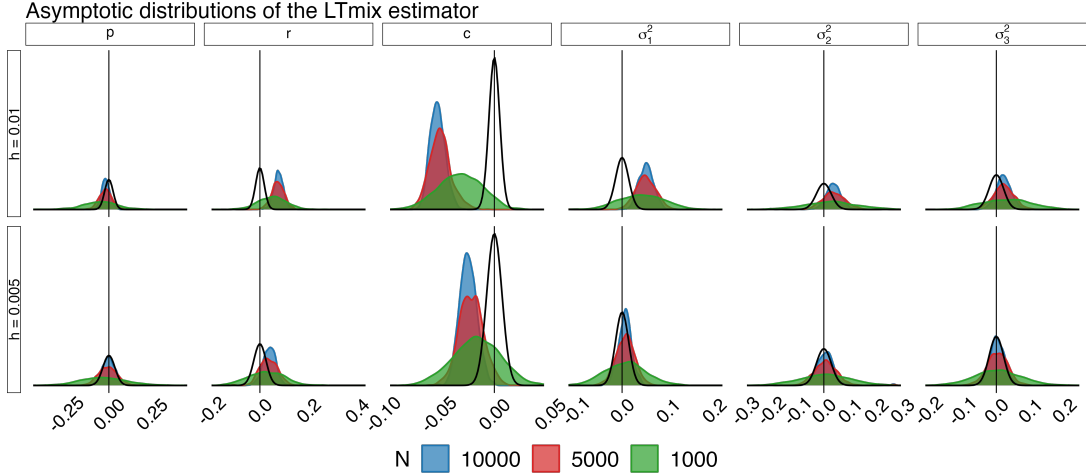 Asymptotic distributions of the LTmix estimator
p r c σ₁² σ₂² σ₃²
h = 0.01
h = 0.005
-0.25 0.00 0.25 -0.2 0.0 0.2 0.4 -0.10 -0.05 0.00 0.05 -0.1 0.0 0.1 0.2 -0.3 -0.2 -0.1 0.0 0.1 0.2 0.3 -0.2 -0.1 0.0 0.1 0.2
N 10000 5000 1000